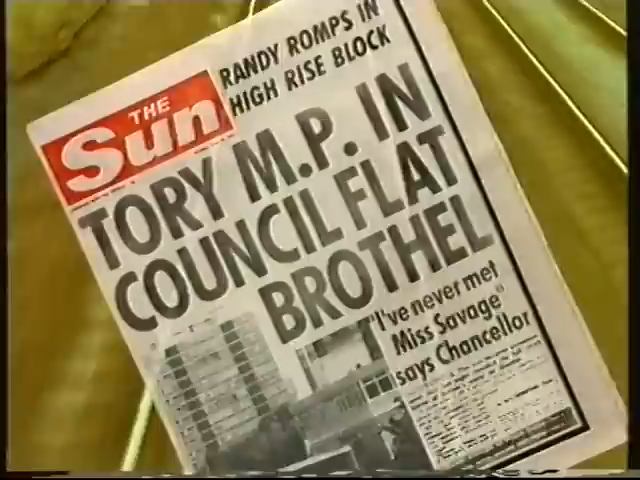 RANDY ROMPS IN
HIGH RISE BLOCK
THE
Sun
TORY M.P. IN
COUNCIL FLAT
BROTHEL
"I've never met
Miss Savage"
says Chancellor